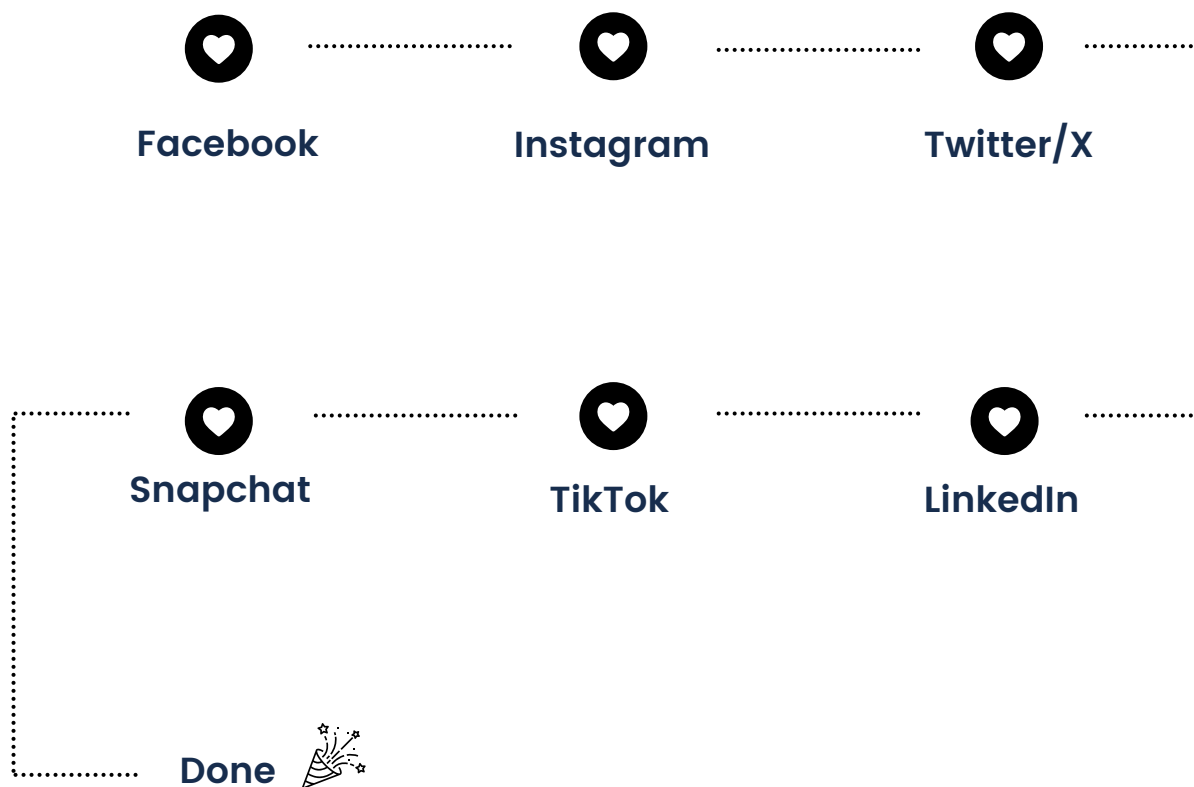 Facebook
Instagram
Twitter/X
Snapchat
TikTok
LinkedIn
Done